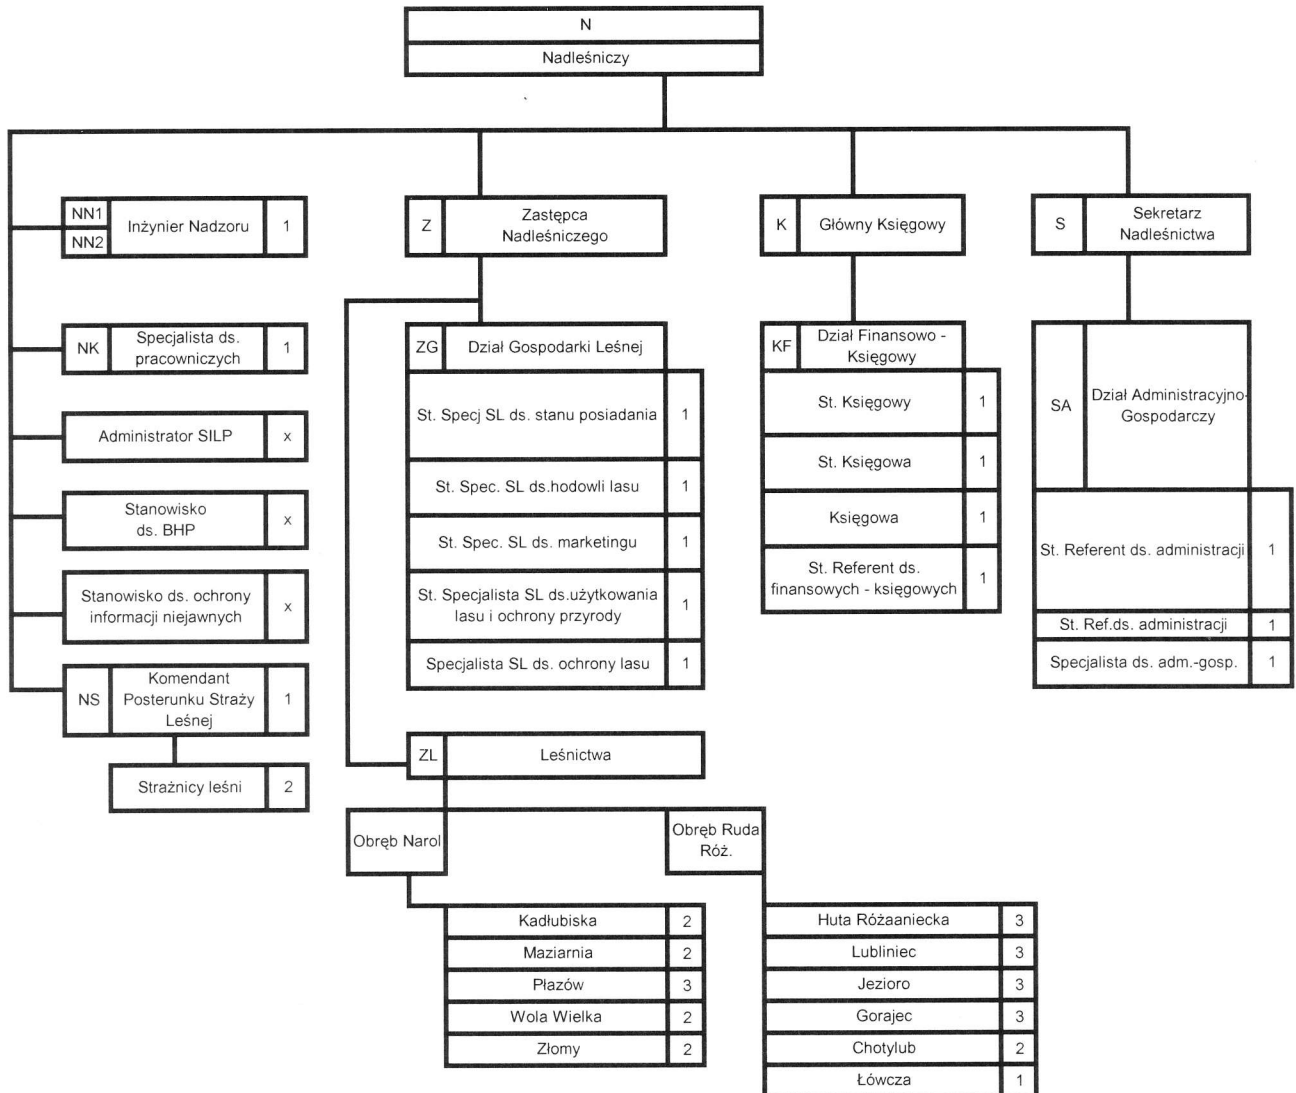 N
Nadleśniczy
NN1
NN2
Inżynier Nadzoru
1
NK
Specjalista ds.
pracowniczych
1
Administrator SILP
x
Stanowisko
ds. BHP
x
Stanowisko ds. ochrony
informacji niejawnych
x
NS
Komendant
Posterunku Straży
Leśnej
1
Strażnicy leśni
2
Z
Zastępca
Nadleśniczego
ZG
Dział Gospodarki Leśnej
St. Specj SL ds. stanu posiadania
1
St. Spec. SL ds.hodowli lasu
1
St. Spec. SL ds. marketingu
1
St. Specjalista SL ds.użytkowania
lasu i ochrony przyrody
1
Specjalista SL ds. ochrony lasu
1
ZL
Leśnictwa
Obręb Narol
Kadłubiska
2
Maziarnia
2
Płazów
3
Wola Wielka
2
Złomy
2
Obręb Ruda
Róż.
Huta Różaaniecka
3
Lubliniec
3
Jezioro
3
Gorajec
3
Chotylub
2
Łówcza
1
K
Główny Księgowy
KF
Dział Finansowo -
Księgowy
St. Księgowy
1
St. Księgowa
1
Księgowa
1
St. Referent ds.
finansowych - księgowych
1
S
Sekretarz
Nadleśnictwa
SA
Dział Administracyjno-
Gospodarczy
St. Referent ds. administracji
1
St. Ref.ds. administracji
1
Specjalista ds. adm.-gosp.
1